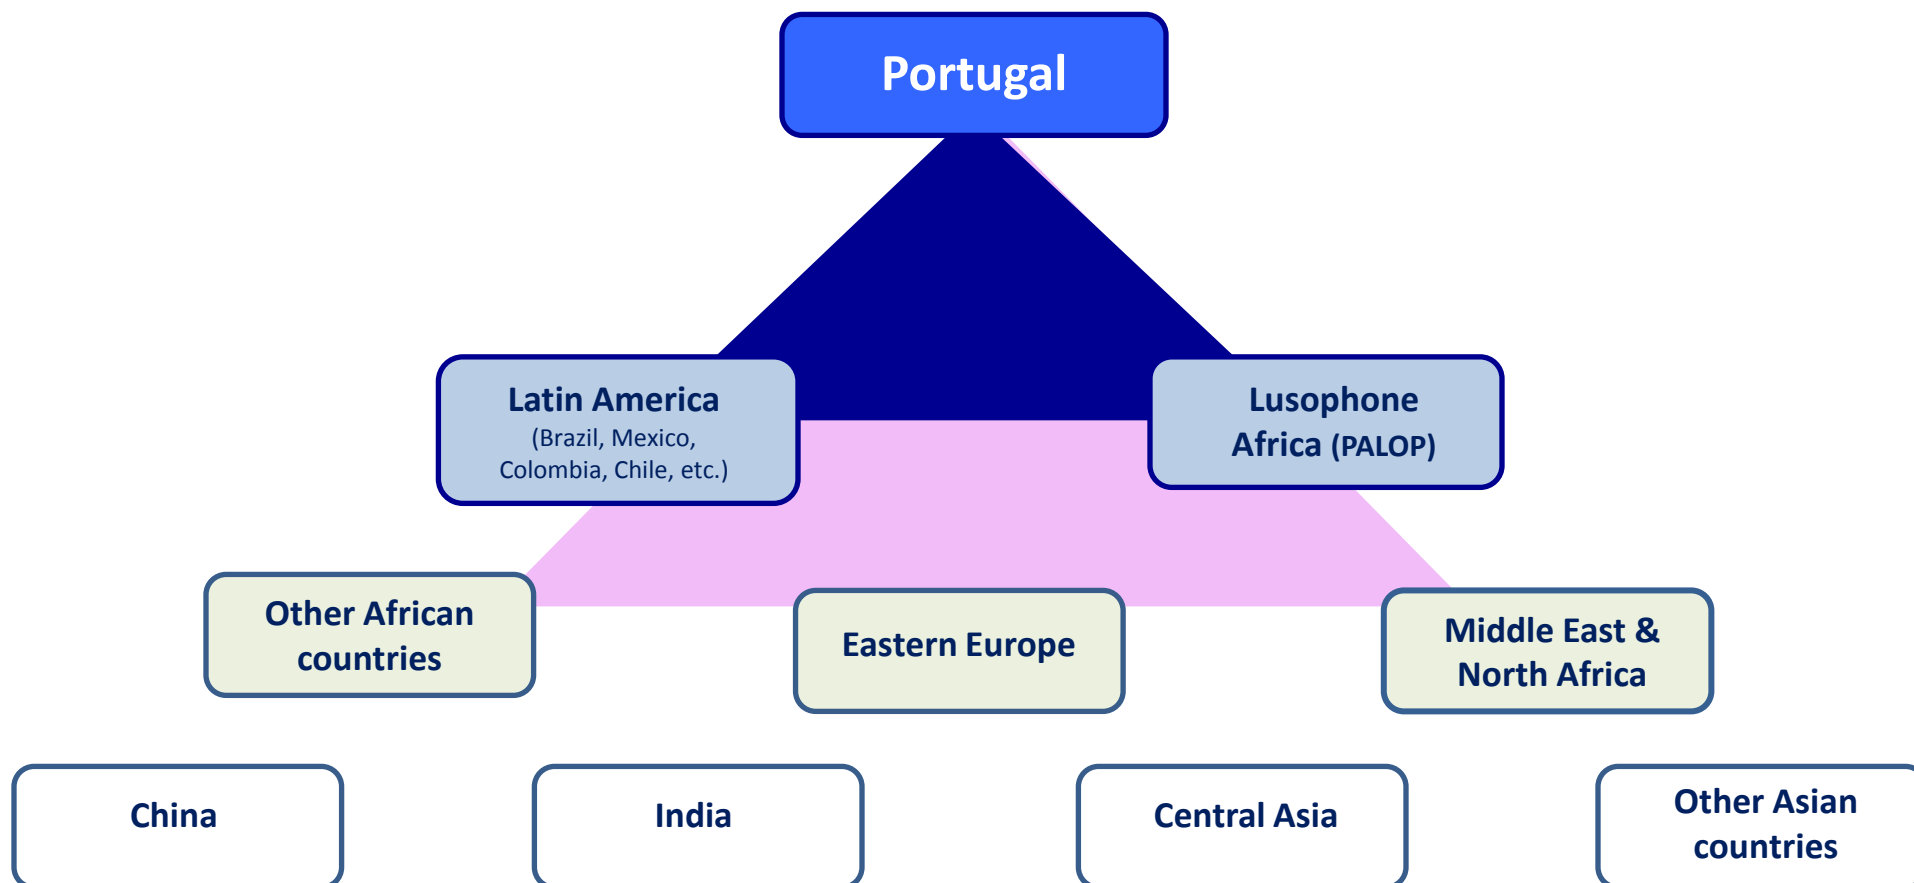 Portugal
Latin America
(Brazil, Mexico,
Colombia, Chile, etc.)
Lusophone
Africa (PALOP)
Other African
countries
Eastern Europe
Middle East &
North Africa
China
India
Central Asia
Other Asian
countries